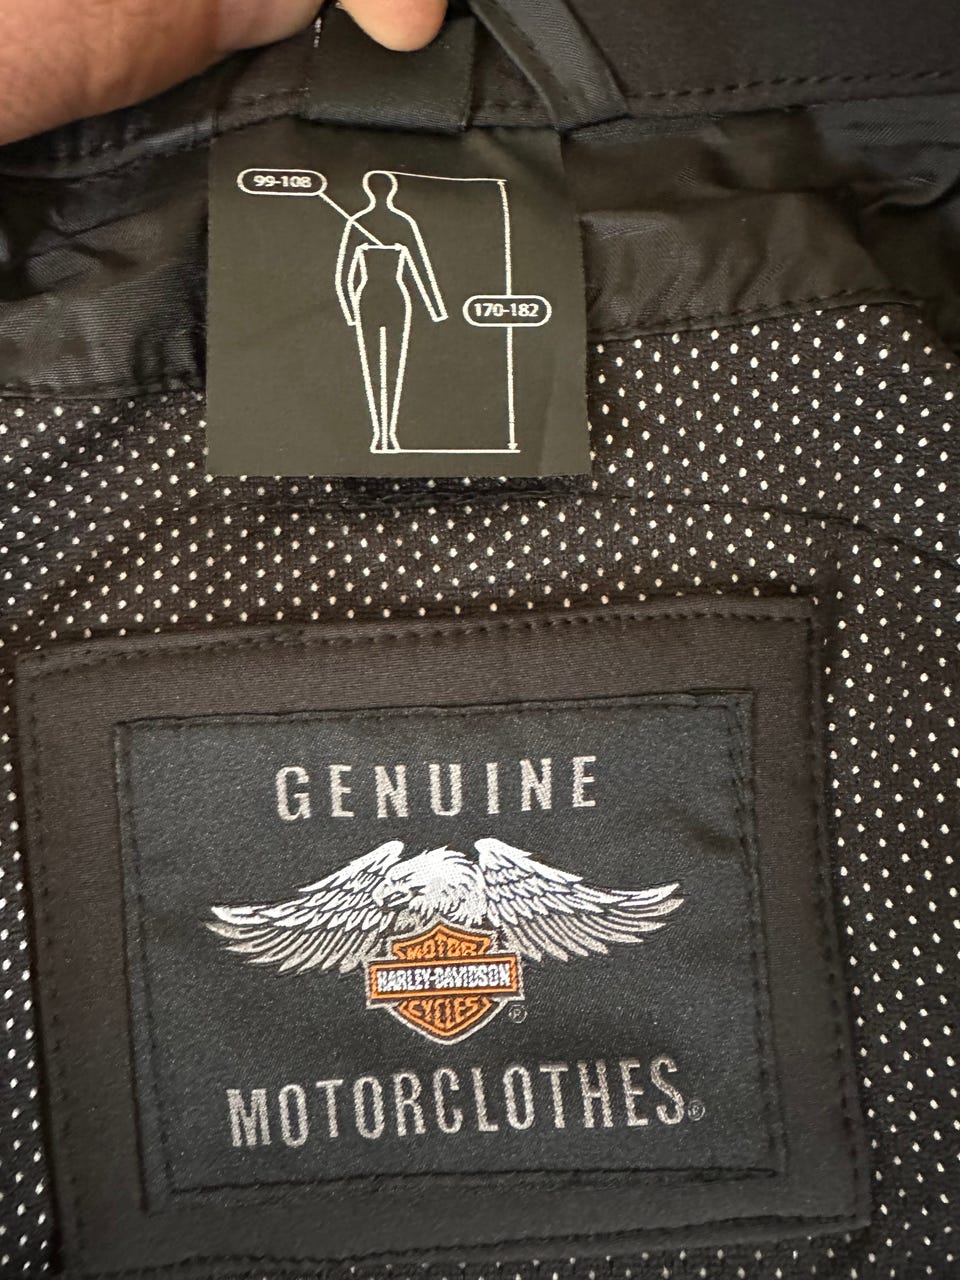 99-108
170-182
GENUINE
MOTOR
HARLEY-DAVIDSON
CYCLES
®
MOTORCLOTHES®